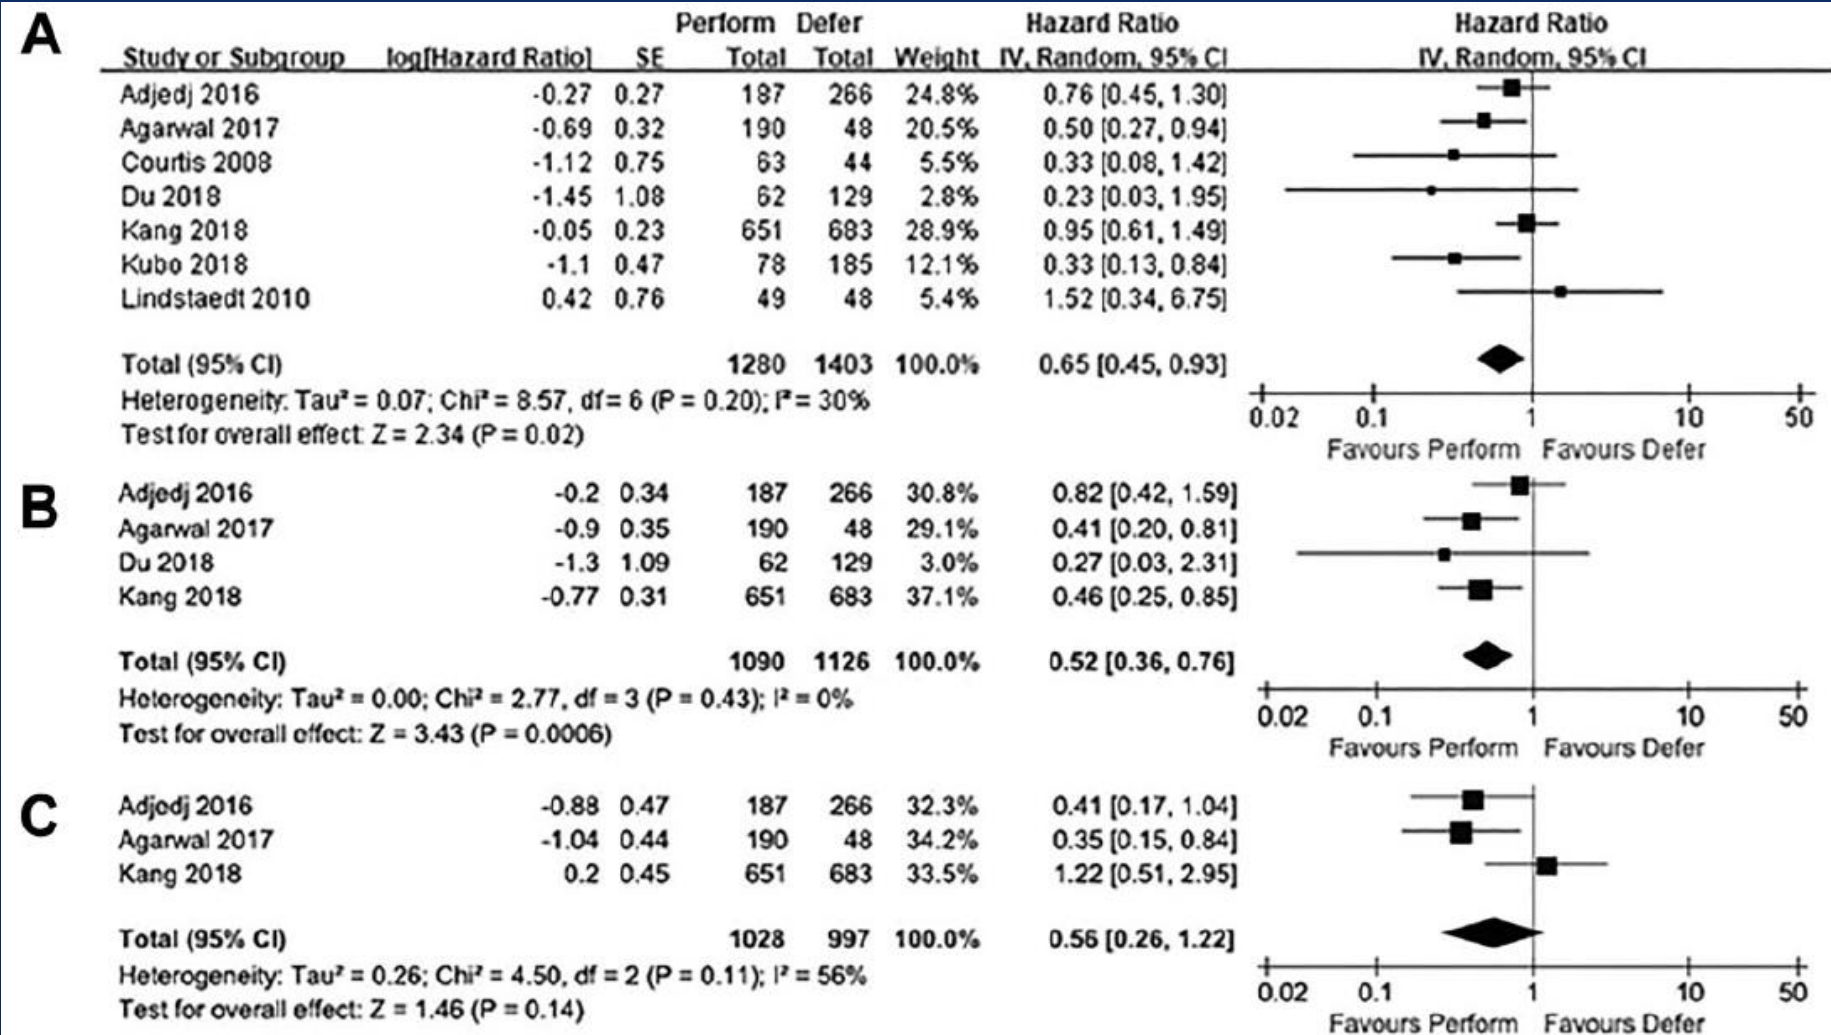 A
Perform Defer Hazard Ratio Hazard Ratio
Study or Subgroup log[Hazard Ratio] SE Total Total Weight IV, Random, 95% CI IV, Random, 95% CI
Adjedj 2016 -0.27 0.27 187 266 24.8% 0.76 [0.45, 1.30]
Agarwal 2017 -0.69 0.32 190 48 20.5% 0.50 [0.27, 0.94]
Courtis 2008 -1.12 0.75 63 44 5.5% 0.33 [0.08, 1.42]
Du 2018 -1.45 1.08 62 129 2.8% 0.23 [0.03, 1.95]
Kang 2018 -0.05 0.23 651 683 28.9% 0.95 [0.61, 1.49]
Kubo 2018 -1.1 0.47 78 185 12.1% 0.33 [0.13, 0.84]
Lindstaedt 2010 0.42 0.76 49 48 5.4% 1.52 [0.34, 6.75]
Total (95% CI) 1280 1403 100.0% 0.65 [0.45, 0.93]
Heterogeneity: Tau² = 0.07; Chi² = 8.57, df = 6 (P = 0.20); I² = 30%
Test for overall effect: Z = 2.34 (P = 0.02)
0.02 0.1 1 10 50
Favours Perform Favours Defer
B
Adjedj 2016 -0.2 0.34 187 266 30.8% 0.82 [0.42, 1.59]
Agarwal 2017 -0.9 0.35 190 48 29.1% 0.41 [0.20, 0.81]
Du 2018 -1.3 1.09 62 129 3.0% 0.27 [0.03, 2.31]
Kang 2018 -0.77 0.31 651 683 37.1% 0.46 [0.25, 0.85]
Total (95% CI) 1090 1126 100.0% 0.52 [0.36, 0.76]
Heterogeneity: Tau² = 0.00; Chi² = 2.77, df = 3 (P = 0.43); I² = 0%
Test for overall effect: Z = 3.43 (P = 0.0006)
0.02 0.1 1 10 50
Favours Perform Favours Defer
C
Adjedj 2016 -0.88 0.47 187 266 32.3% 0.41 [0.17, 1.04]
Agarwal 2017 -1.04 0.44 190 48 34.2% 0.35 [0.15, 0.84]
Kang 2018 0.2 0.45 651 683 33.5% 1.22 [0.51, 2.95]
Total (95% CI) 1028 997 100.0% 0.56 [0.26, 1.22]
Heterogeneity: Tau² = 0.26; Chi² = 4.50, df = 2 (P = 0.11); I² = 56%
Test for overall effect: Z = 1.46 (P = 0.14)
0.02 0.1 1 10 50
Favours Perform Favours Defer